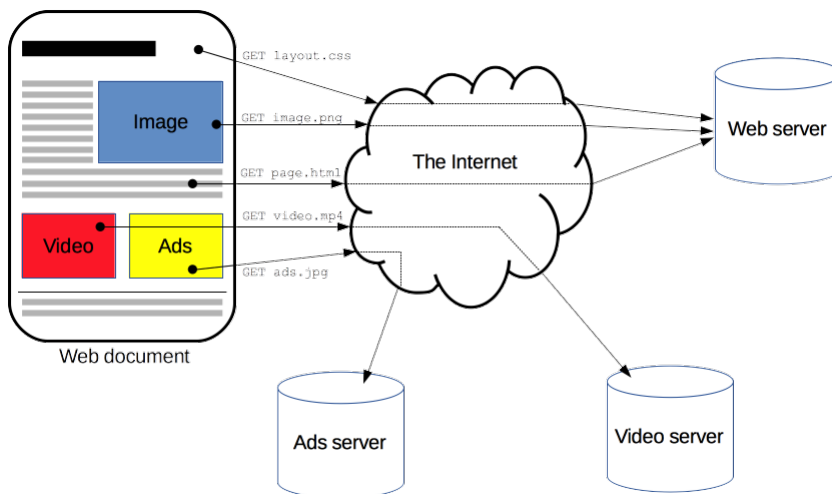 GET layout.css
Image
GET image.png
Web server
The Internet
GET page.html
GET video.mp4
Video
Ads
GET ads.jpg
Web document
Ads server
Video server